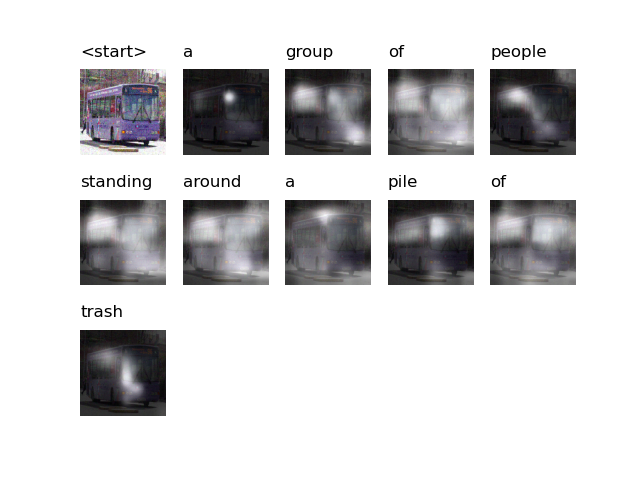 <start> a group of people
standing around a pile of
trash